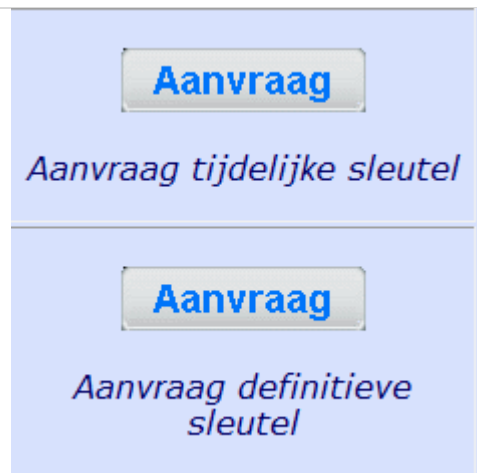 Aanvraag
Aanvraag tijdelijke sleutel
Aanvraag
Aanvraag definitieve
sleutel